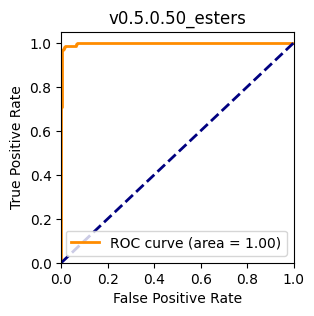 v0.5.0.50_esters
True Positive Rate
1.0
0.8
0.6
0.4
0.2
0.0
ROC curve (area = 1.00)
0.0 0.2 0.4 0.6 0.8 1.0
False Positive Rate